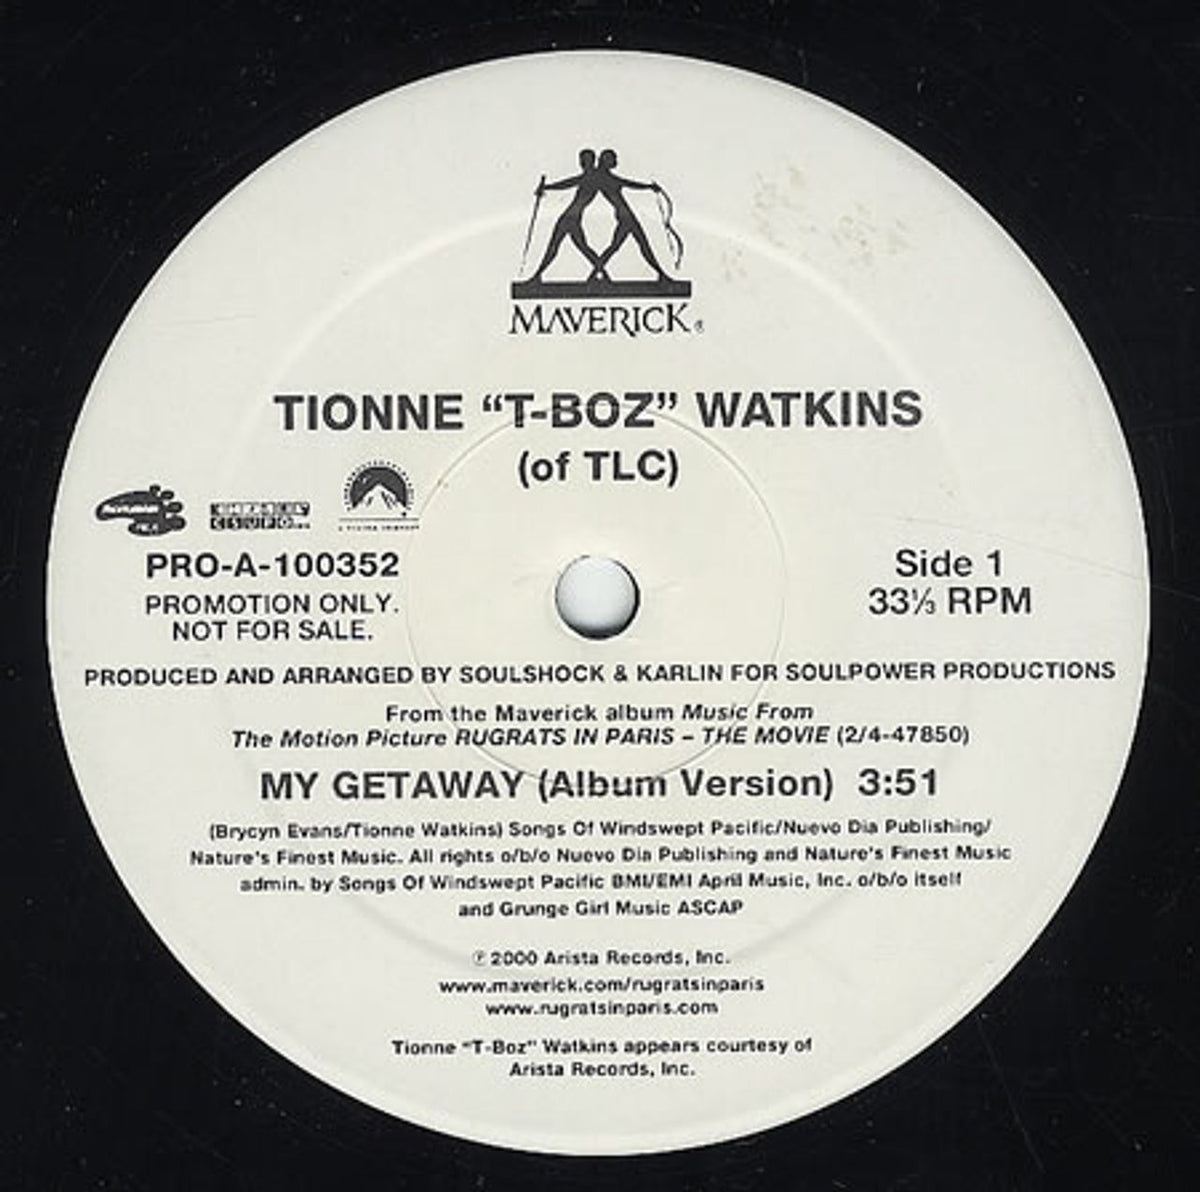 MAVERICK®
TIONNE “T-BOZ” WATKINS
(of TLC)
PRO-A-100352
PROMOTION ONLY.
NOT FOR SALE.
Side 1
33⅓ RPM
PRODUCED AND ARRANGED BY SOULSHOCK & KARLIN FOR SOULPOWER PRODUCTIONS
From the Maverick album Music From
The Motion Picture RUGRATS IN PARIS – THE MOVIE (2/4-47850)
MY GETAWAY (Album Version) 3:51
(Brycyn Evans/Tionne Watkins) Songs Of Windswept Pacific/Nuevo Dia Publishing/
Nature's Finest Music. All rights o/b/o Nuevo Dia Publishing and Nature's Finest Music
admin. by Songs Of Windswept Pacific BMI/EMI April Music, Inc. o/b/o itself
and Grunge Girl Music ASCAP
℗ 2000 Arista Records, Inc.
www.maverick.com/rugratsinparis
www.rugratsinparis.com
Tionne "T-Boz" Watkins appears courtesy of
Arista Records, Inc.